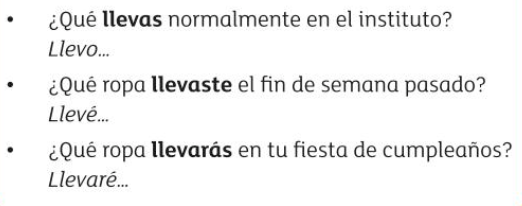 • ¿Qué llevas normalmente en el instituto?
Llevo...
• ¿Qué ropa llevaste el fin de semana pasado?
Llevé...
• ¿Qué ropa llevarás en tu fiesta de cumpleaños?
Llevaré...